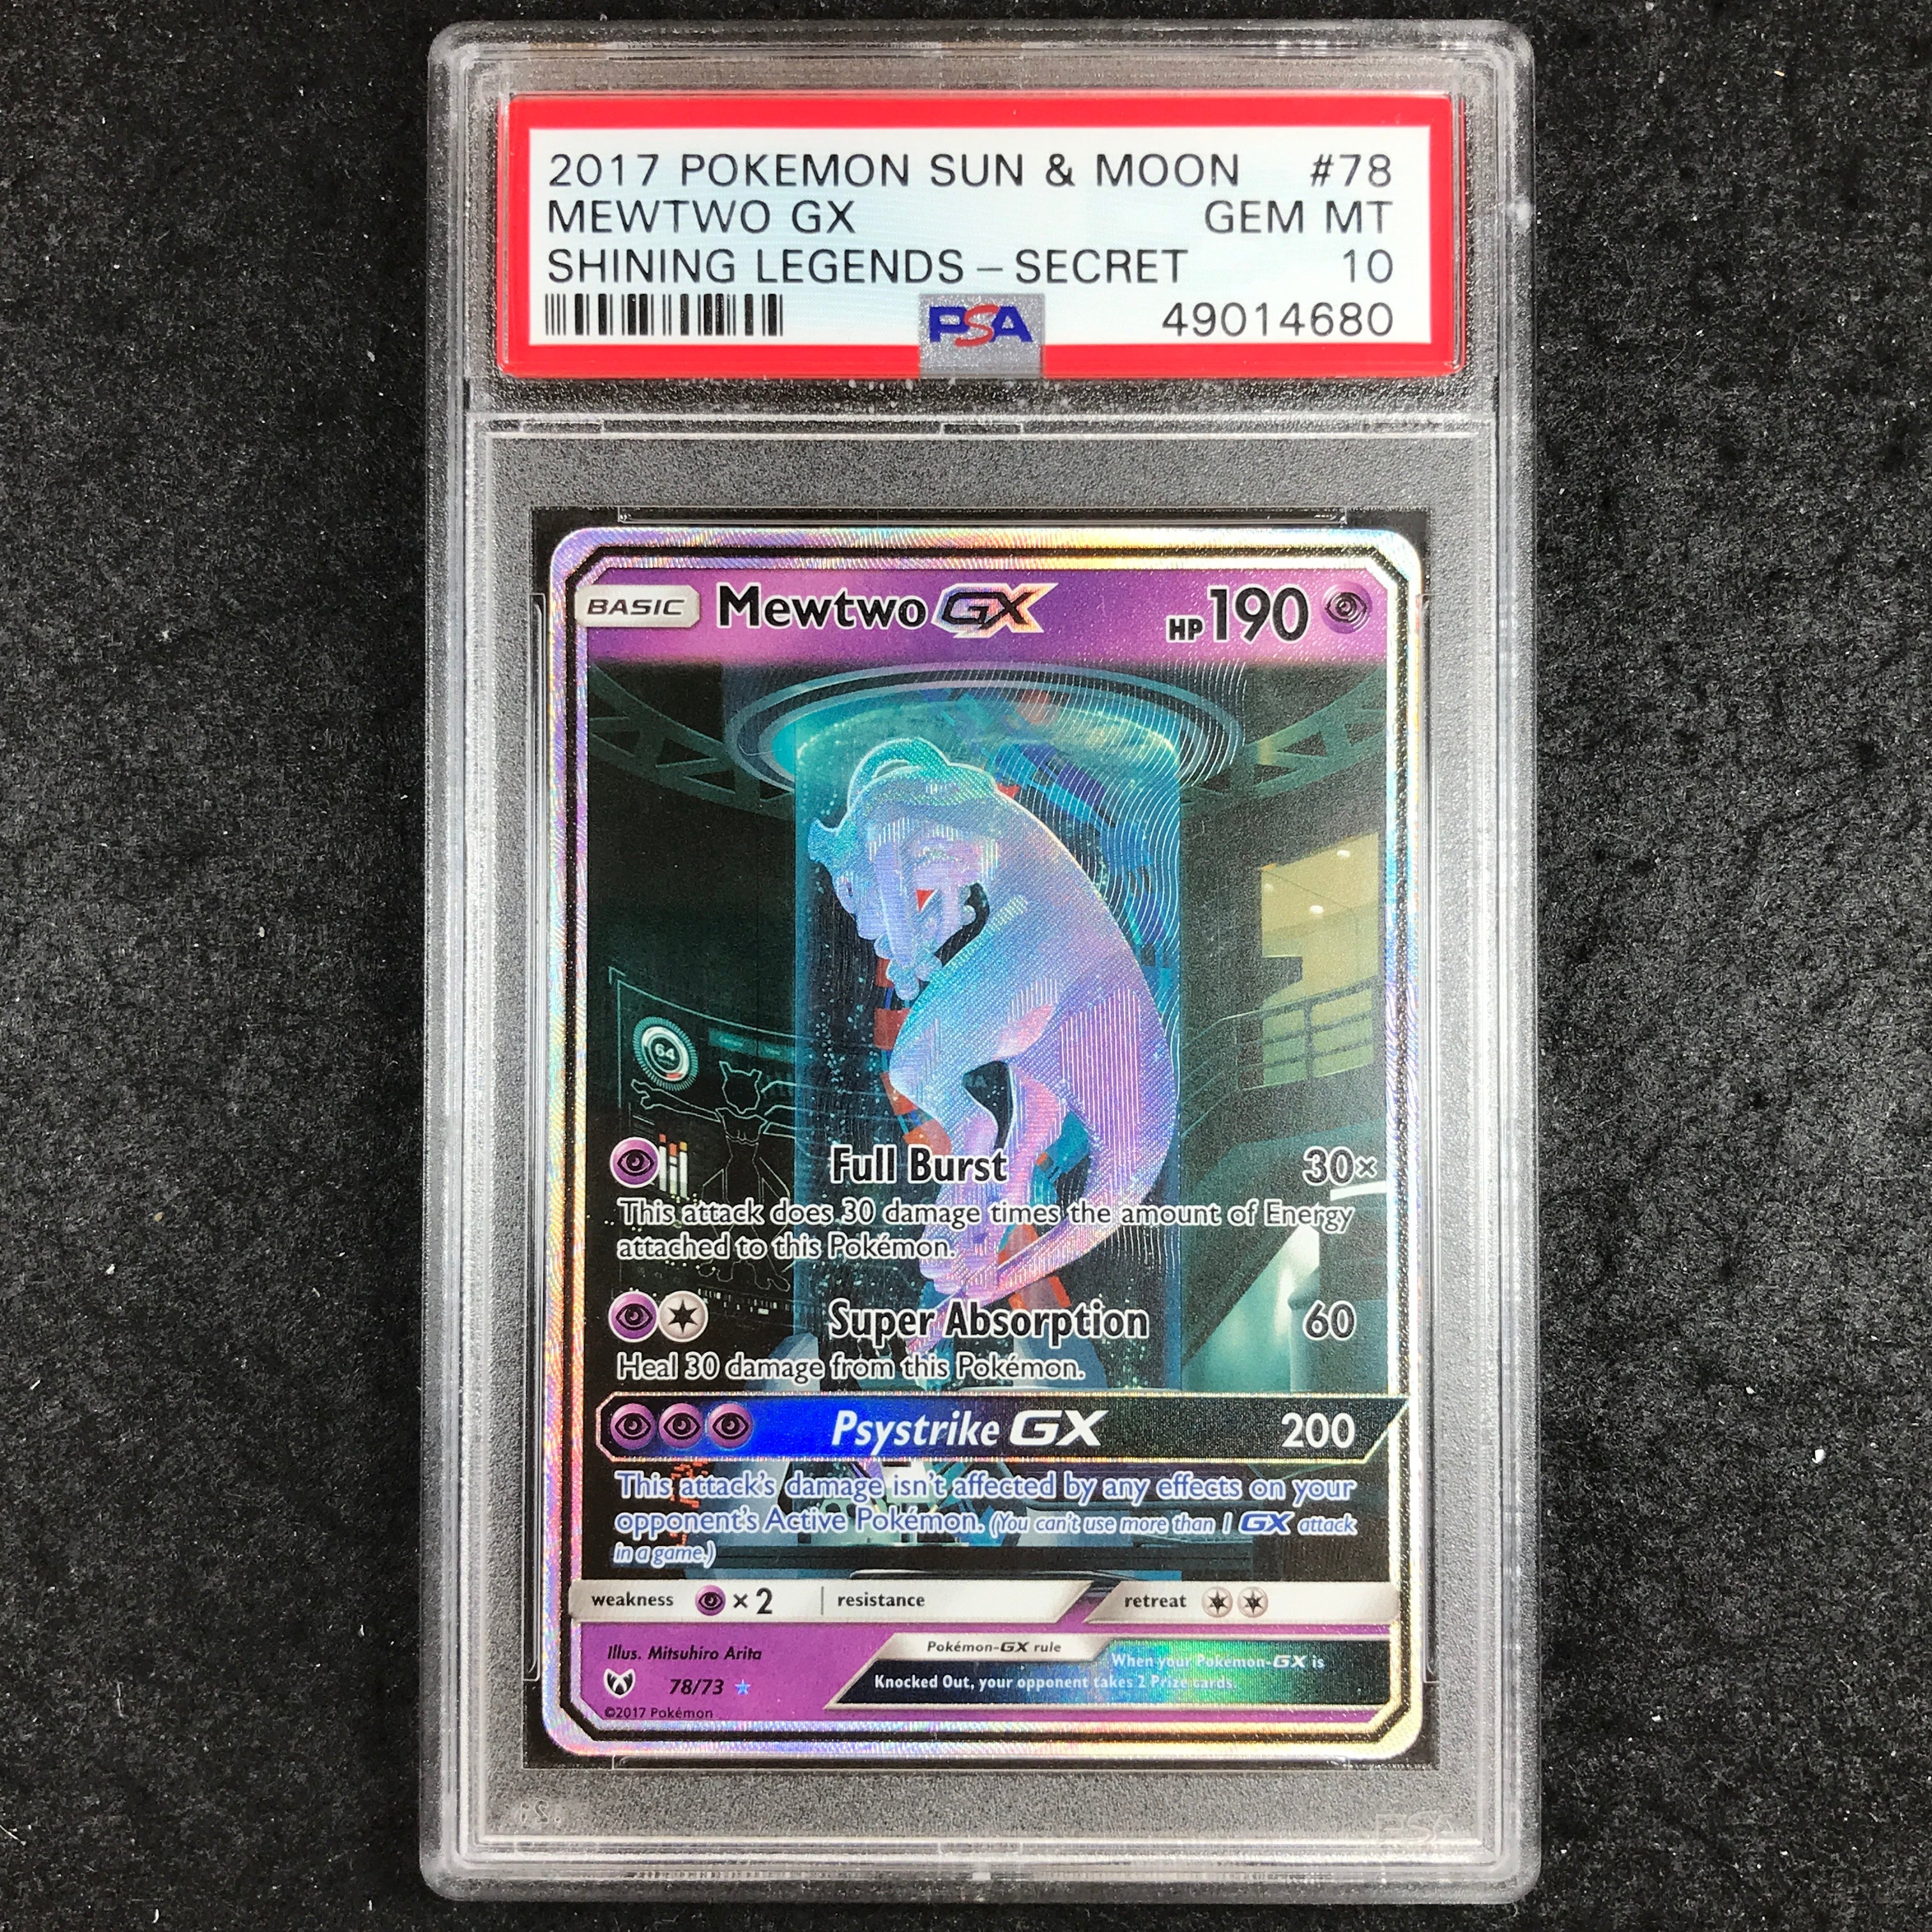 2017 POKEMON SUN & MOON #78
MEWTWO GX GEM MT
SHINING LEGENDS – SECRET 10
PSA 49014680
BASIC Mewtwo GX HP 190
64
Full Burst 30×
This attack does 30 damage times the amount of Energy
attached to this Pokémon.
Super Absorption 60
Heal 30 damage from this Pokémon.
Psystrike GX 200
This attack's damage isn't affected by any effects on your
opponent's Active Pokémon. (You can't use more than 1 GX attack
in a game.)
weakness ×2 resistance retreat
Illus. Mitsuhiro Arita Pokémon-GX rule
When your Pokémon-GX is
78/73 Knocked Out, your opponent takes 2 Prize cards.
©2017 Pokémon
PSA